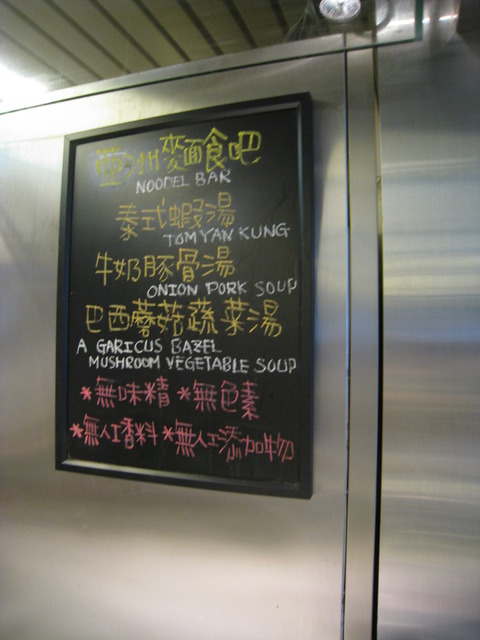 亞洲麵食吧
NOODEL BAR
泰式蝦湯
TOM YAN KUNG
牛奶豚骨湯
ONION PORK SOUP
巴西蘑菇蔬菜湯
A GARICUS BAZEL
MUSHROOM VEGETABLE SOUP
*無味精 *無色素
*無人工香料 *無人工添加物